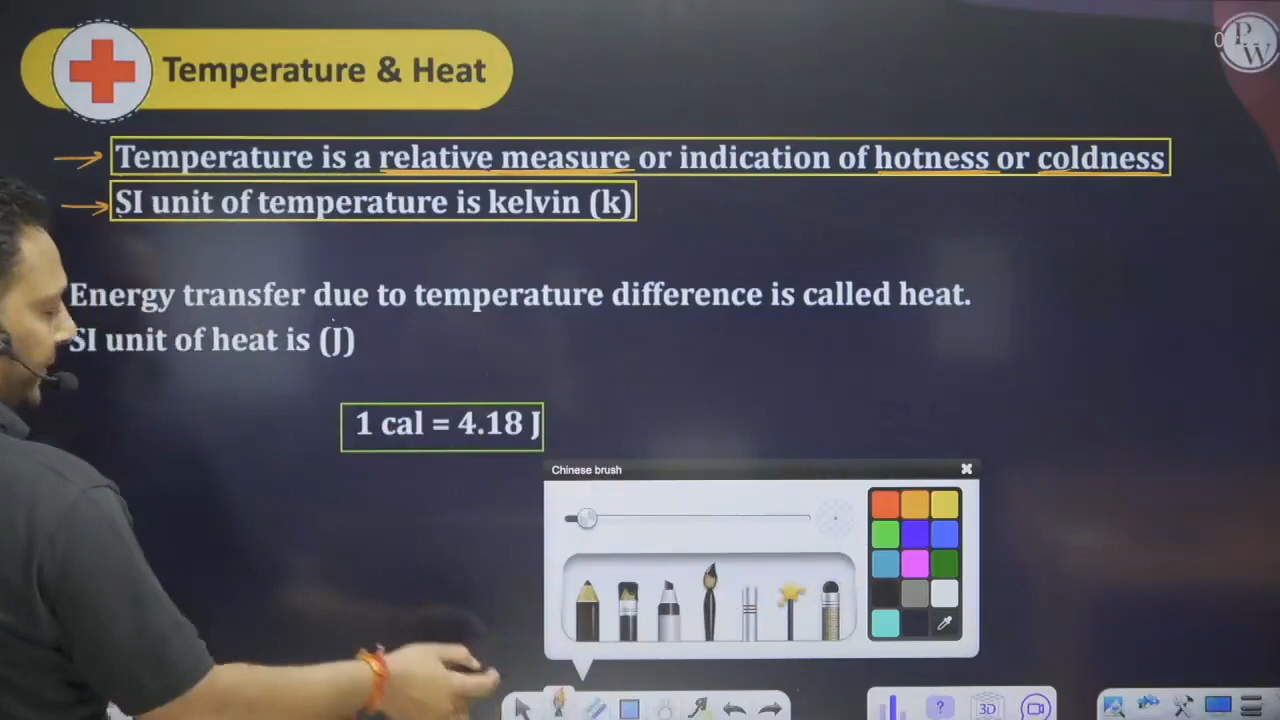 Temperature & Heat
PW
Temperature is a relative measure or indication of hotness or coldness
SI unit of temperature is kelvin (k)
Energy transfer due to temperature difference is called heat.
SI unit of heat is (J)
1 cal = 4.18 J
Chinese brush
?
3D